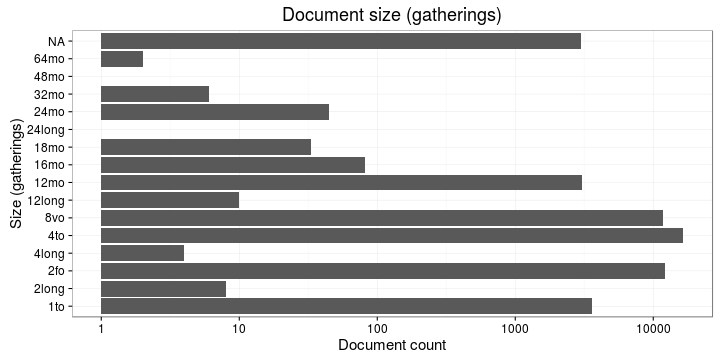 Document size (gatherings)
Size (gatherings)
NA
64mo
48mo
32mo
24mo
24long
18mo
16mo
12mo
12long
8vo
4to
4long
2fo
2long
1to
1 10 100 1000 10000
Document count